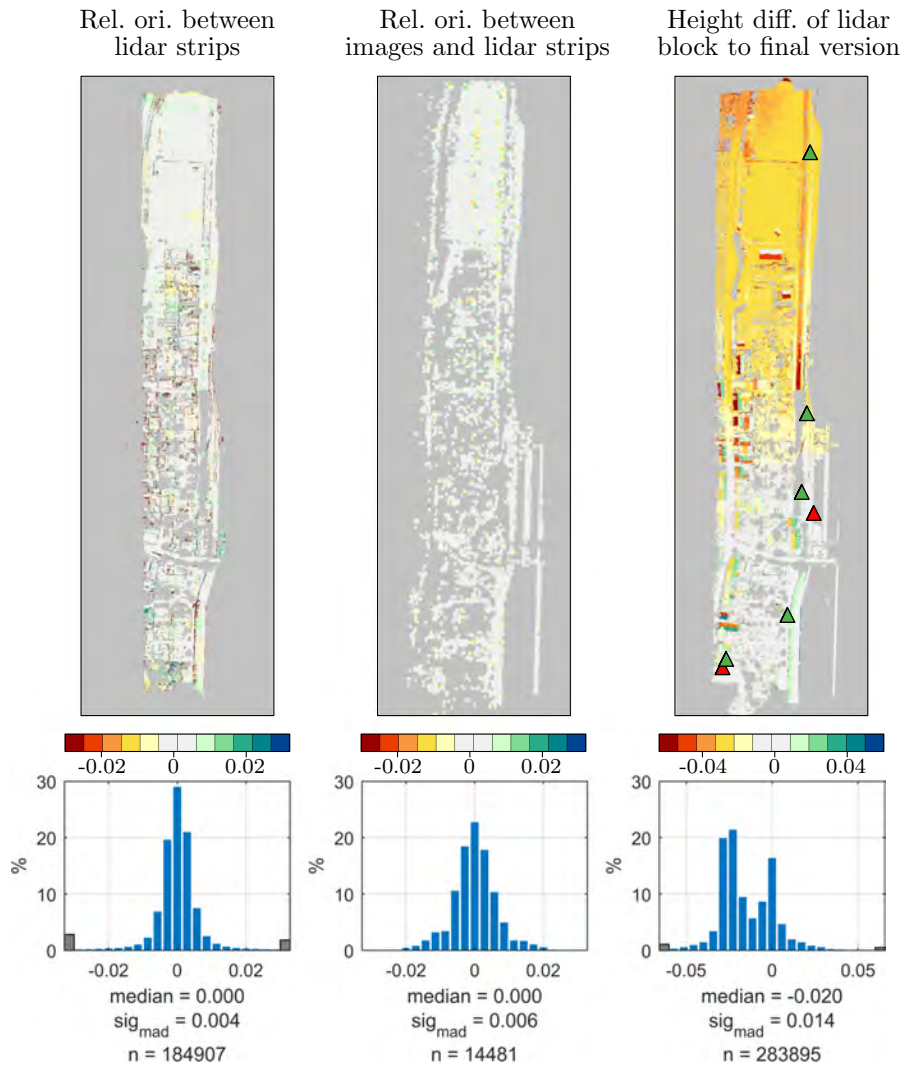 Rel. ori. between
lidar strips
Rel. ori. between
images and lidar strips
Height diff. of lidar
block to final version
-0.02 0 0.02
-0.02 0 0.02
-0.04 0 0.04
30
20
10
0
%
-0.02 0 0.02
median = 0.000
sig_mad = 0.004
n = 184907
30
20
10
0
%
-0.02 0 0.02
median = 0.000
sig_mad = 0.006
n = 14481
30
20
10
0
%
-0.05 0 0.05
median = -0.020
sig_mad = 0.014
n = 283895